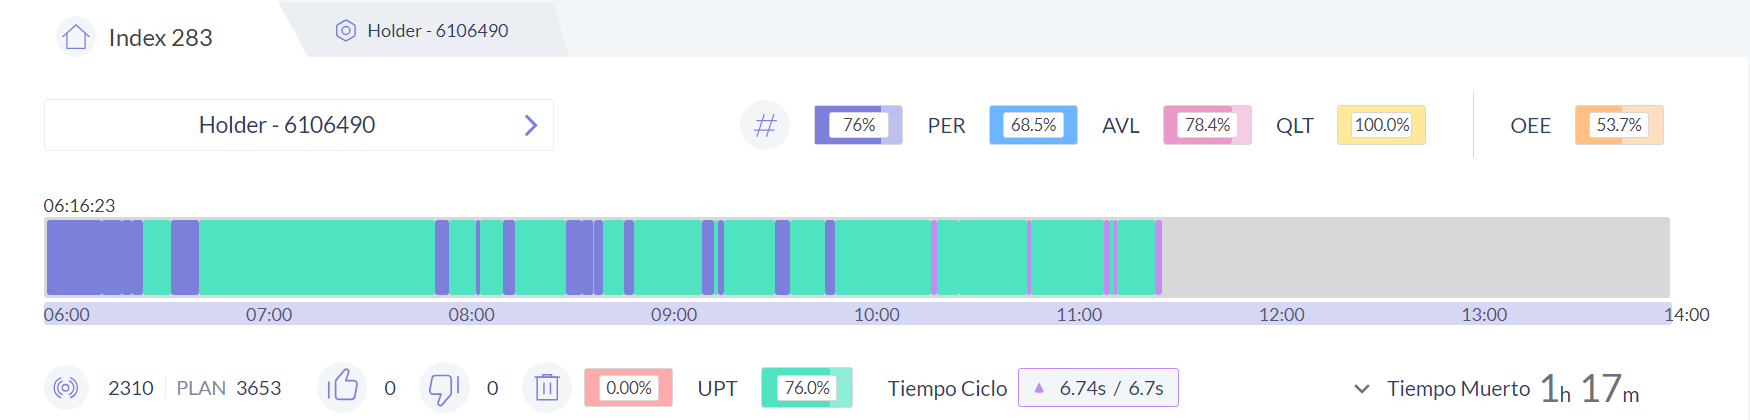 Index 283
Holder - 6106490
Holder - 6106490
76% PER 68.5% AVL 78.4% QLT 100.0% OEE 53.7%
06:16:23
06:00 07:00 08:00 09:00 10:00 11:00 12:00 13:00 14:00
2310 PLAN 3653 0 0 0.00% UPT 76.0% Tiempo Ciclo 6.74s / 6.7s Tiempo Muerto 1h 17m